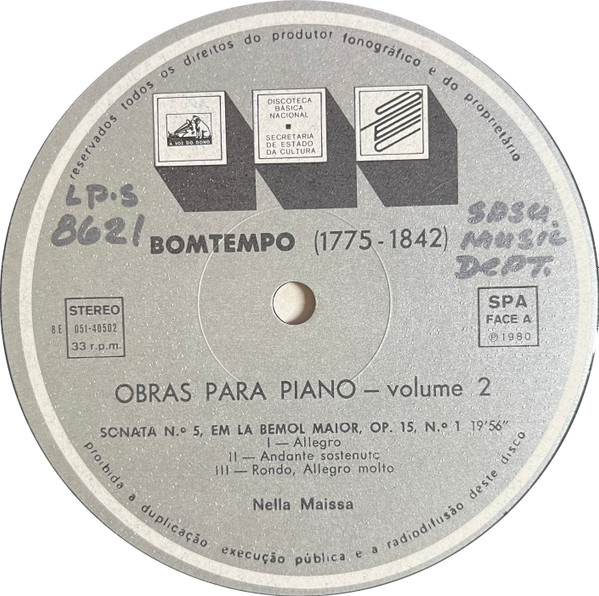 reservados todos os direitos do produtor fonográfico e do proprietário
A VOZ DO DONO
DISCOTECA
BÁSICA
NACIONAL
SECRETARIA
DE ESTADO
DA CULTURA
LP.S
8621
SDSU.
MUSIC
DEPT.
BOMTEMPO (1775-1842)
STEREO
8E 051-40502
33 r.p.m.
SPA
FACE A
℗ 1980
OBRAS PARA PIANO — volume 2
SONATA N.º 5, EM LA BEMOL MAIOR, OP. 15, N.º 1 19'56"
I — Allegro
II — Andante sostenuto
III — Rondo, Allegro molto
Nella Maissa
proibida a duplicação execução pública e a radiodifusão deste disco